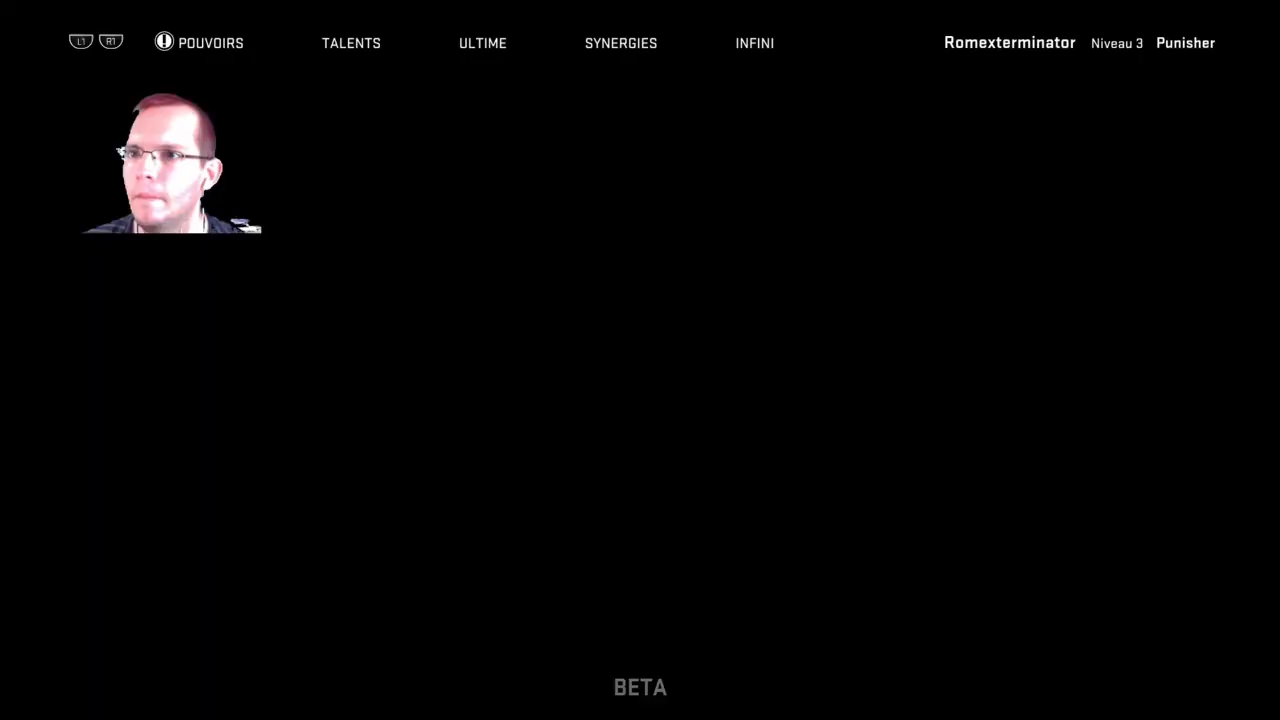 L1 R1 POUVOIRS TALENTS ULTIME SYNERGIES INFINI Romexterminator Niveau 3 Punisher
BETA